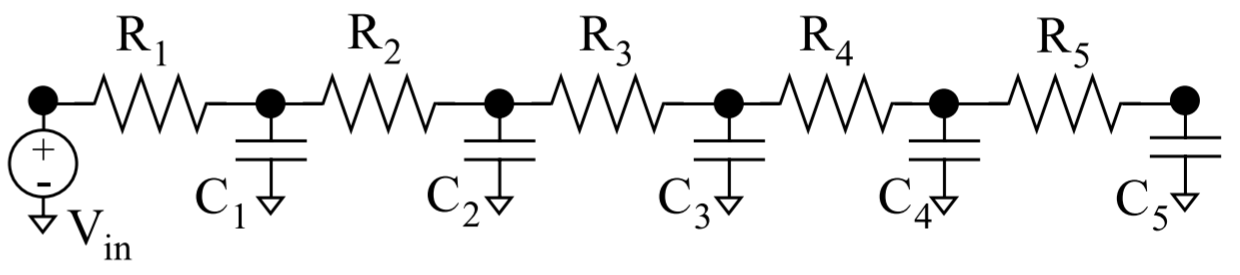 R₁ R₂ R₃ R₄ R₅
+
-
C₁ C₂ C₃ C₄ C₅
Vin